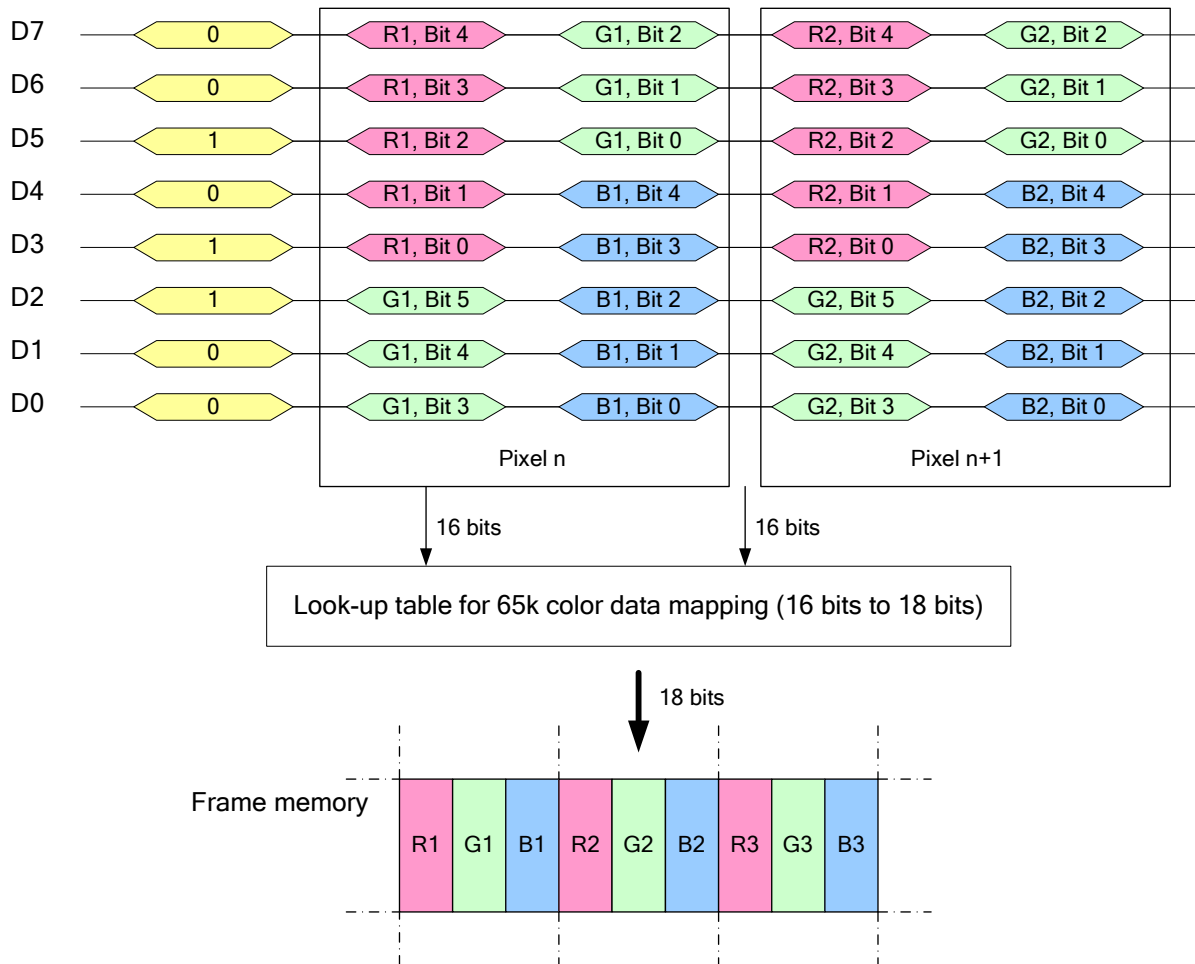 D7 0 R1, Bit 4 G1, Bit 2 R2, Bit 4 G2, Bit 2
D6 0 R1, Bit 3 G1, Bit 1 R2, Bit 3 G2, Bit 1
D5 1 R1, Bit 2 G1, Bit 0 R2, Bit 2 G2, Bit 0
D4 0 R1, Bit 1 B1, Bit 4 R2, Bit 1 B2, Bit 4
D3 1 R1, Bit 0 B1, Bit 3 R2, Bit 0 B2, Bit 3
D2 1 G1, Bit 5 B1, Bit 2 G2, Bit 5 B2, Bit 2
D1 0 G1, Bit 4 B1, Bit 1 G2, Bit 4 B2, Bit 1
D0 0 G1, Bit 3 B1, Bit 0 G2, Bit 3 B2, Bit 0
Pixel n Pixel n+1
16 bits 16 bits
Look-up table for 65k color data mapping (16 bits to 18 bits)
18 bits
Frame memory
R1 G1 B1 R2 G2 B2 R3 G3 B3